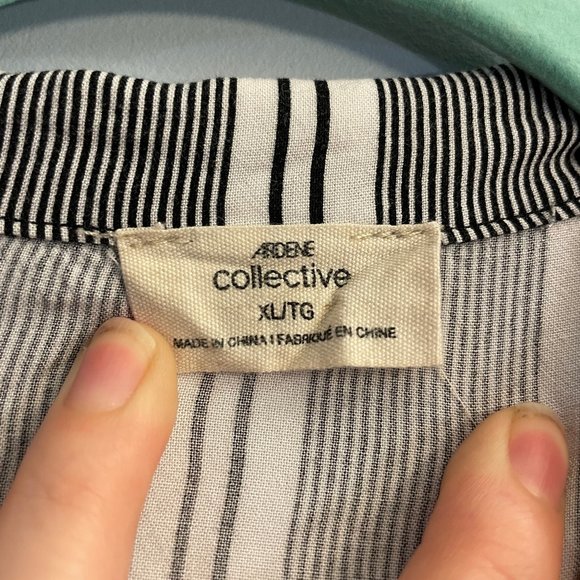 ARDENE
collective
XL/TG
MADE IN CHINA I FABRIQUÉ EN CHINE